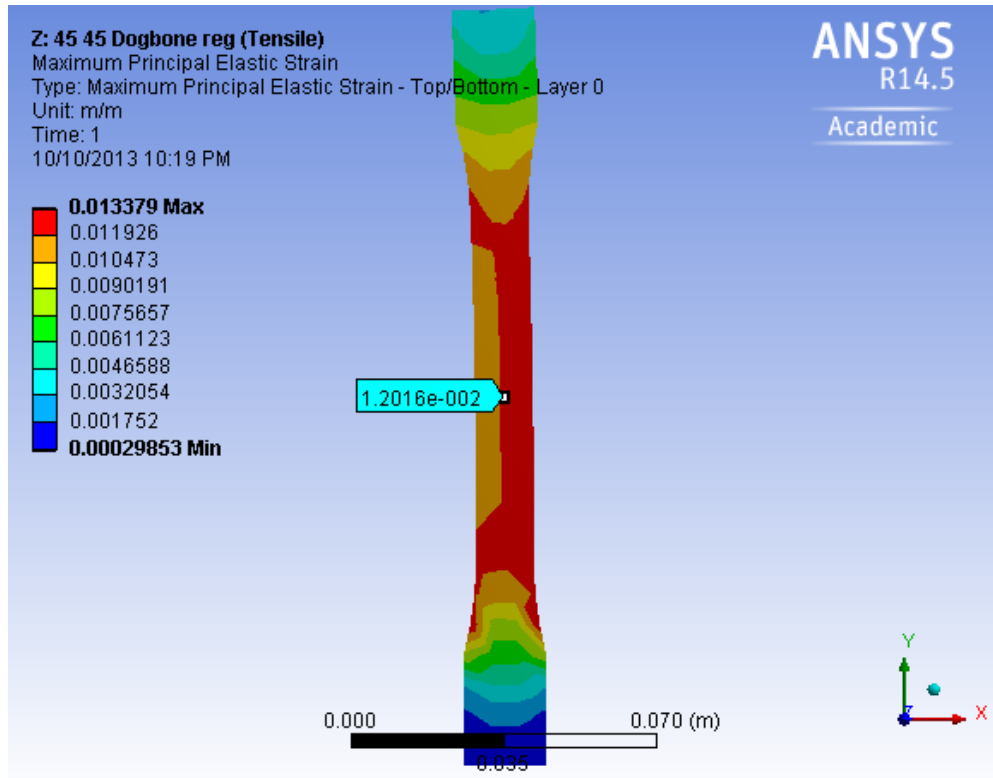 Z: 45 45 Dogbone reg (Tensile)
Maximum Principal Elastic Strain
Type: Maximum Principal Elastic Strain - Top/Bottom - Layer 0
Unit: m/m
Time: 1
10/10/2013 10:19 PM
ANSYS
R14.5
Academic
0.013379 Max
0.011926
0.010473
0.0090191
0.0075657
0.0061123
0.0046588
0.0032054
0.001752
0.00029853 Min
1.2016e-002
0.000
0.070 (m)
0.035
Y
Z
X